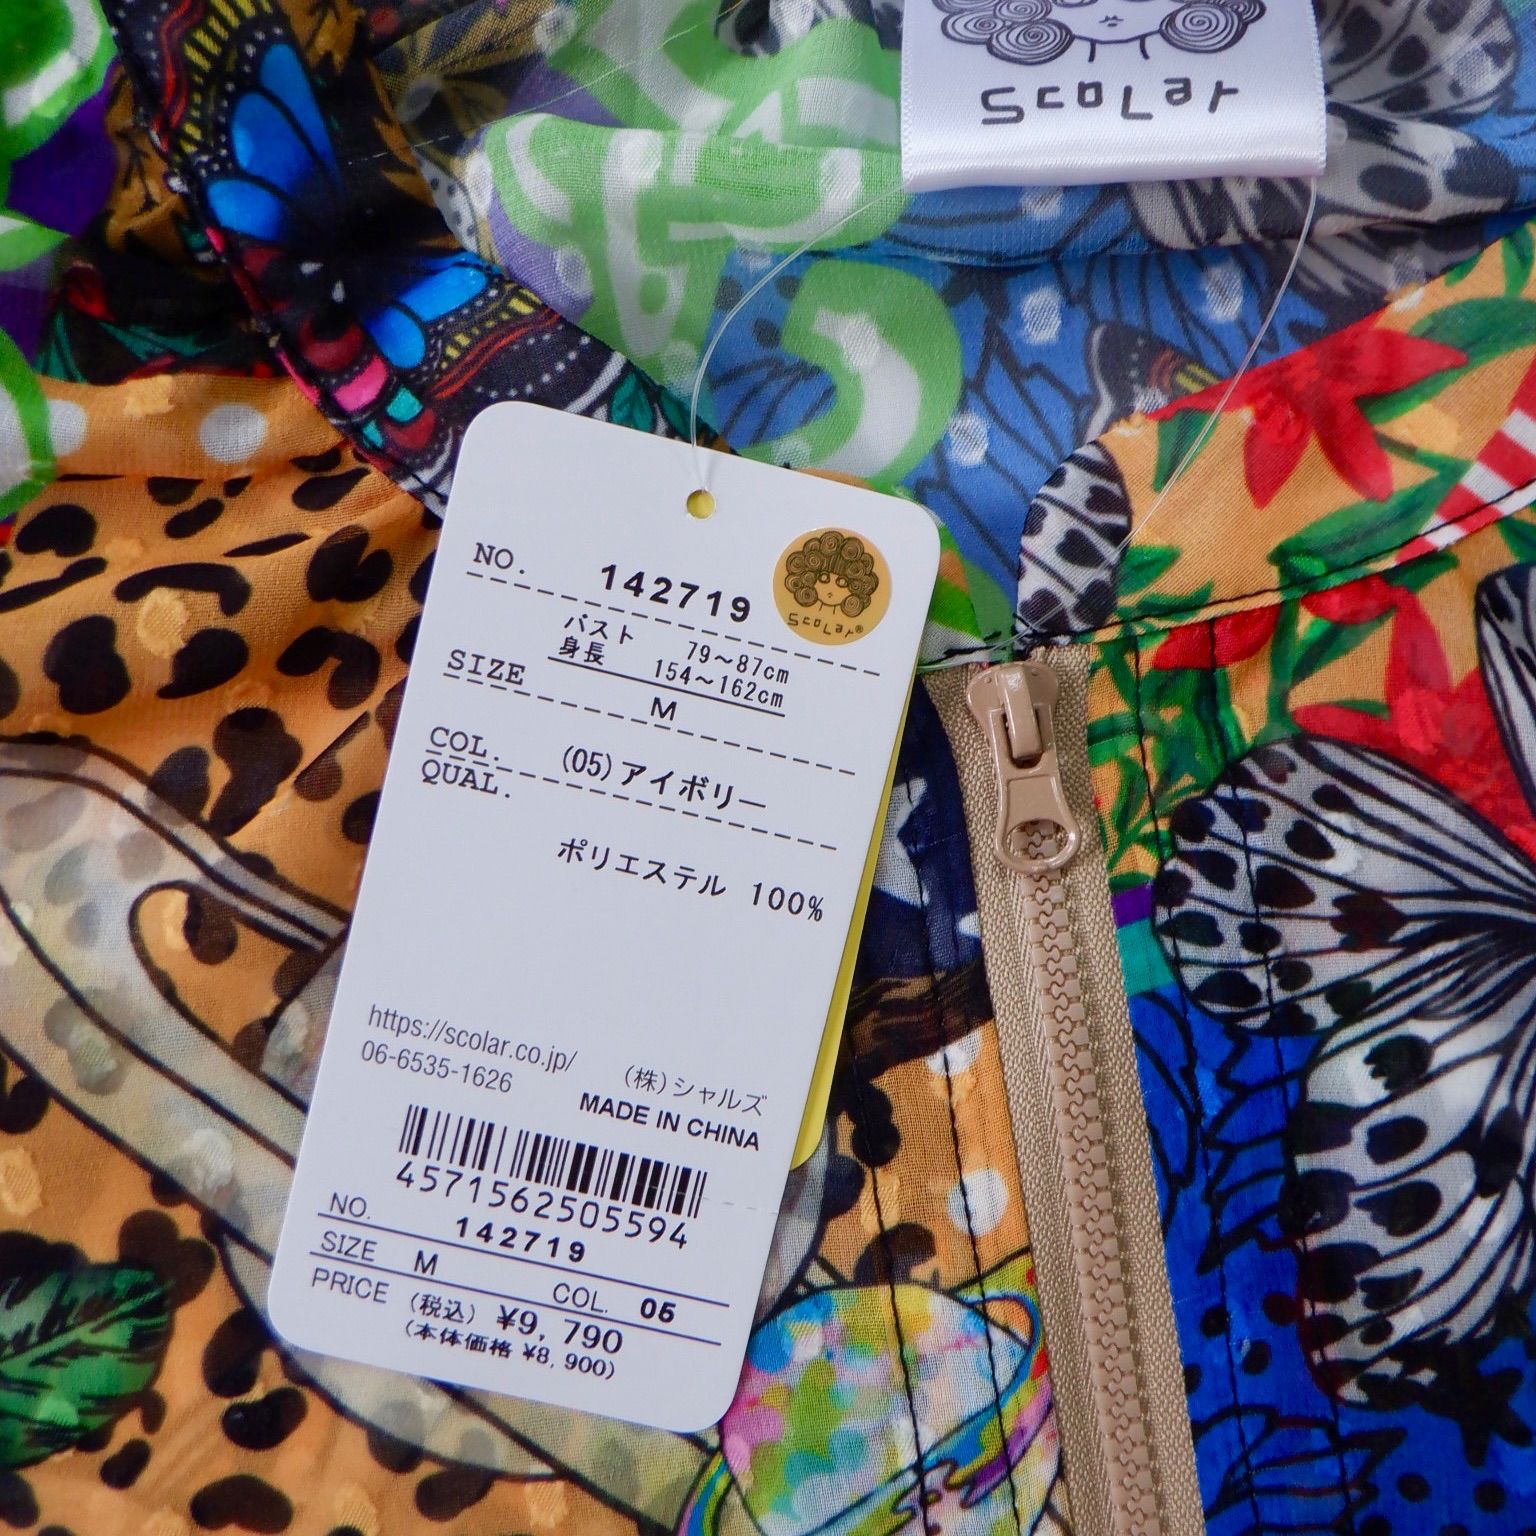 scoLar
NO. 142719
scoLar®
バスト 79～87cm
身長 154～162cm
SIZE M
COL. (05)アイボリー
QUAL.
ポリエステル 100%
https://scolar.co.jp/
06-6535-1626 (株)シャルズ
MADE IN CHINA
4571562505594
NO. 142719
SIZE M COL. 05
PRICE (税込) ¥9,790
(本体価格 ¥8,900)